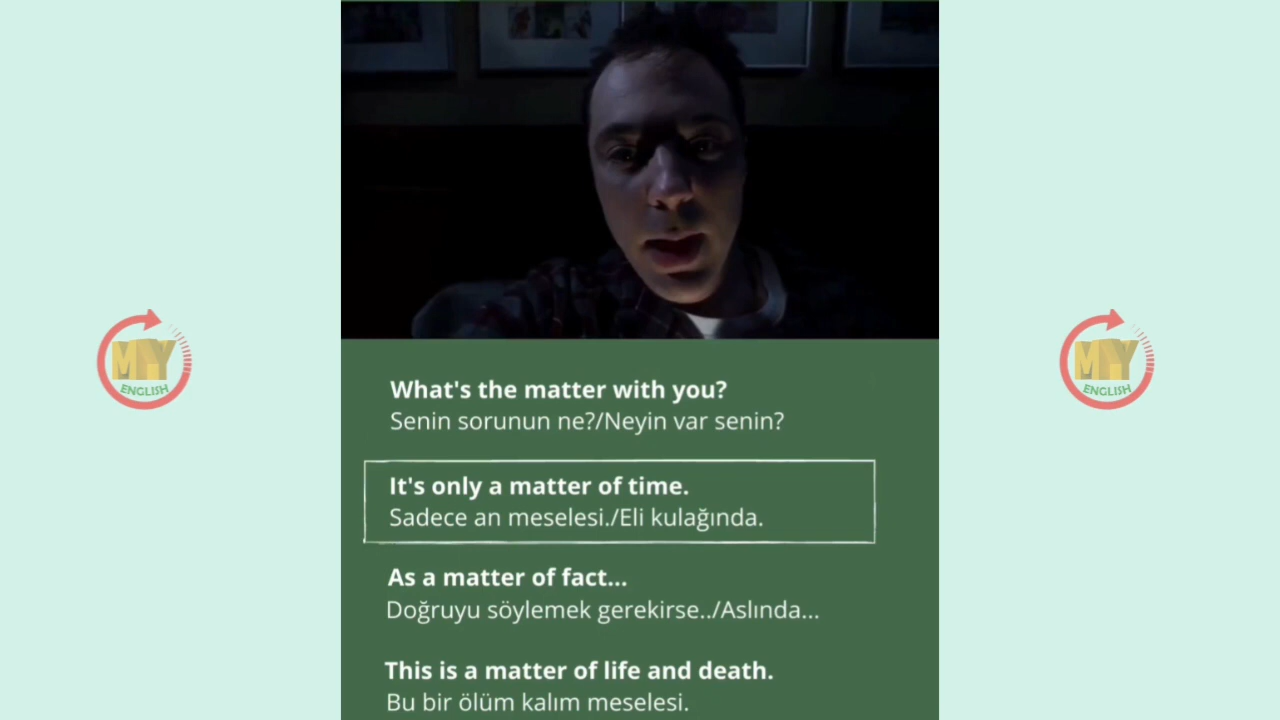 What's the matter with you?
Senin sorunun ne?/Neyin var senin?
It's only a matter of time.
Sadece an meselesi./Eli kulağında.
As a matter of fact...
Doğruyu söylemek gerekirse../Aslında...
This is a matter of life and death.
Bu bir ölüm kalım meselesi.
MY
ENGLISH
MY
ENGLISH